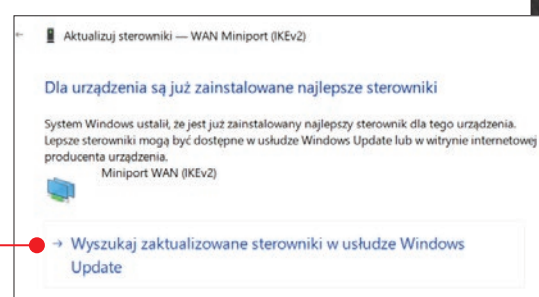 Aktualizuj sterowniki — WAN Miniport (IKEv2)
Dla urządzenia są już zainstalowane najlepsze sterowniki
System Windows ustalił, że jest już zainstalowany najlepszy sterownik dla tego urządzenia.
Lepsze sterowniki mogą być dostępne w usłudze Windows Update lub w witrynie internetowej
producenta urządzenia.
Miniport WAN (IKEv2)
→ Wyszukaj zaktualizowane sterowniki w usłudze Windows
Update